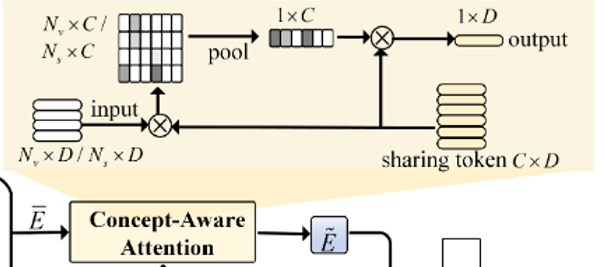 N_v × C /
N_s × C
1 × C
1 × D
pool
output
input
N_v × D / N_s × D
sharing token C × D
Ē
Concept-Aware
Attention
Ẽ